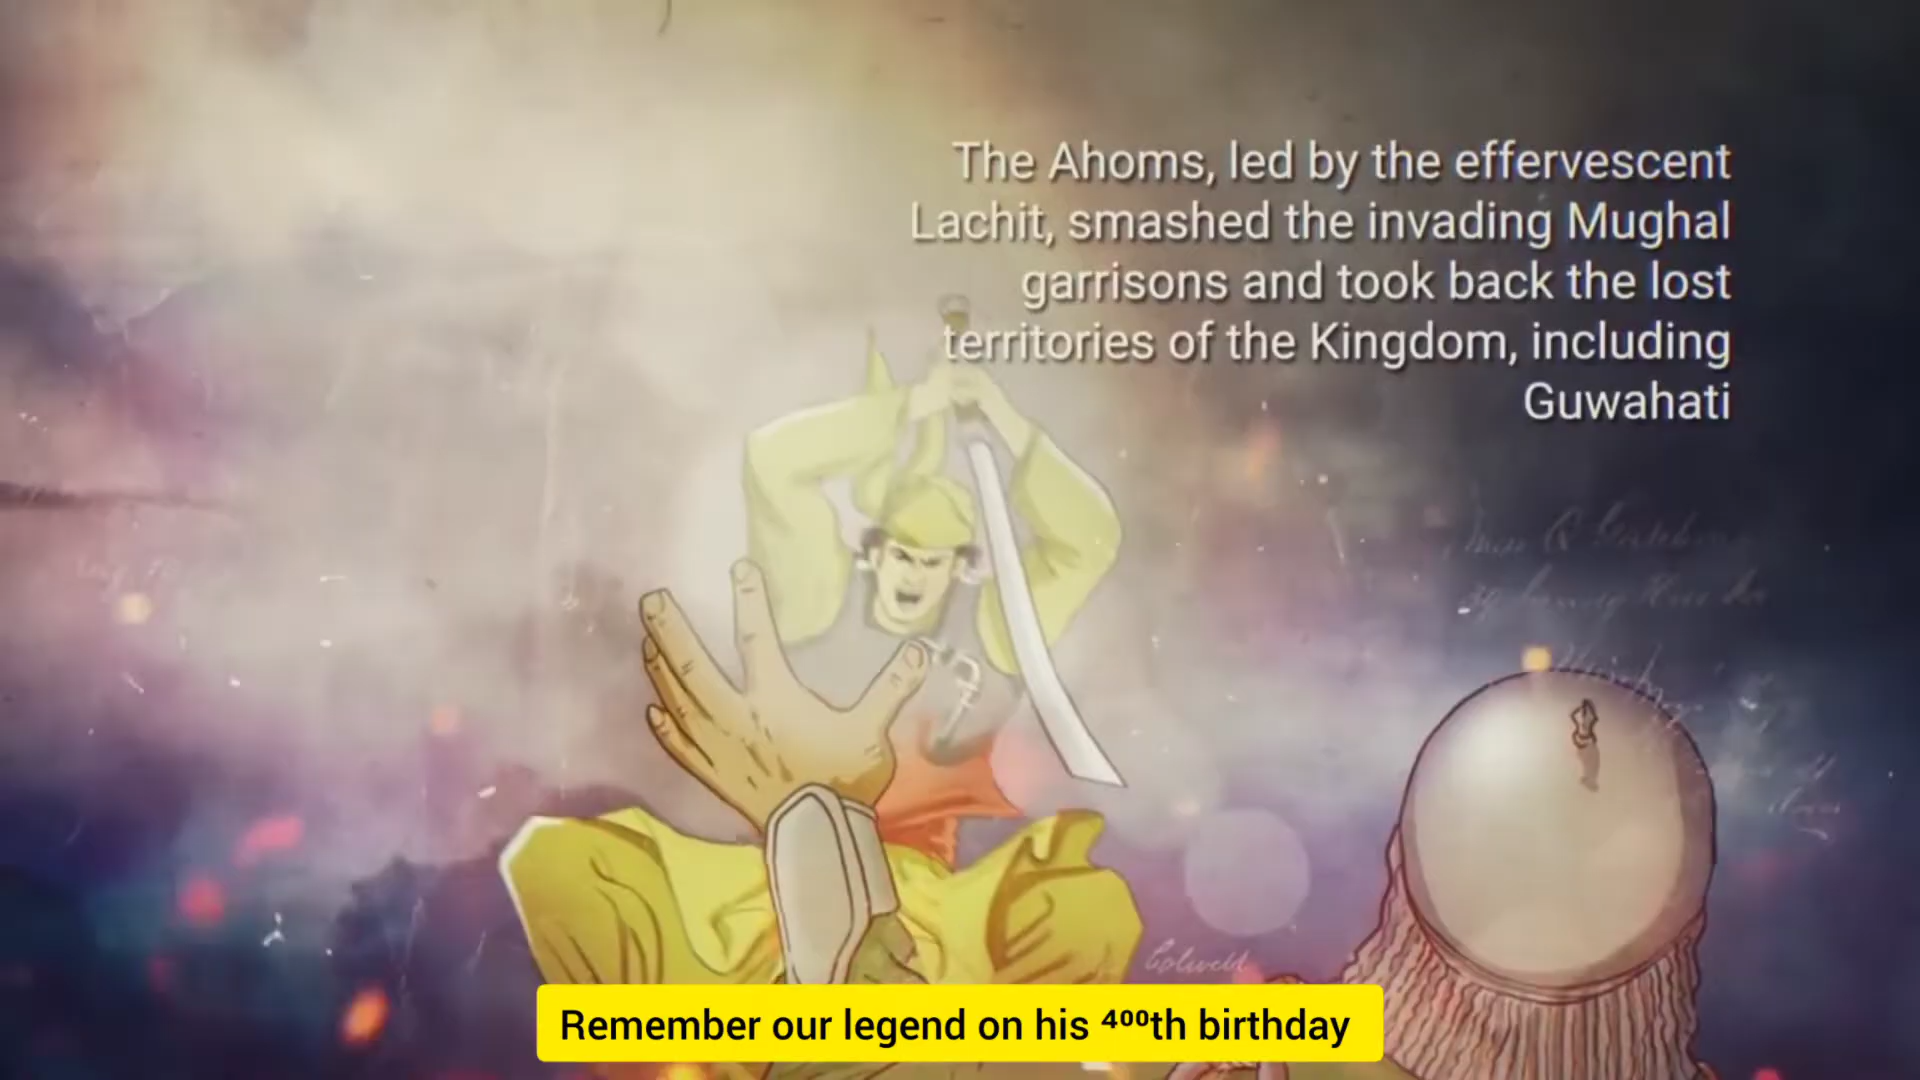 The Ahoms, led by the effervescent
Lachit, smashed the invading Mughal
garrisons and took back the lost
territories of the Kingdom, including
Guwahati
Remember our legend on his ⁴⁰⁰th birthday